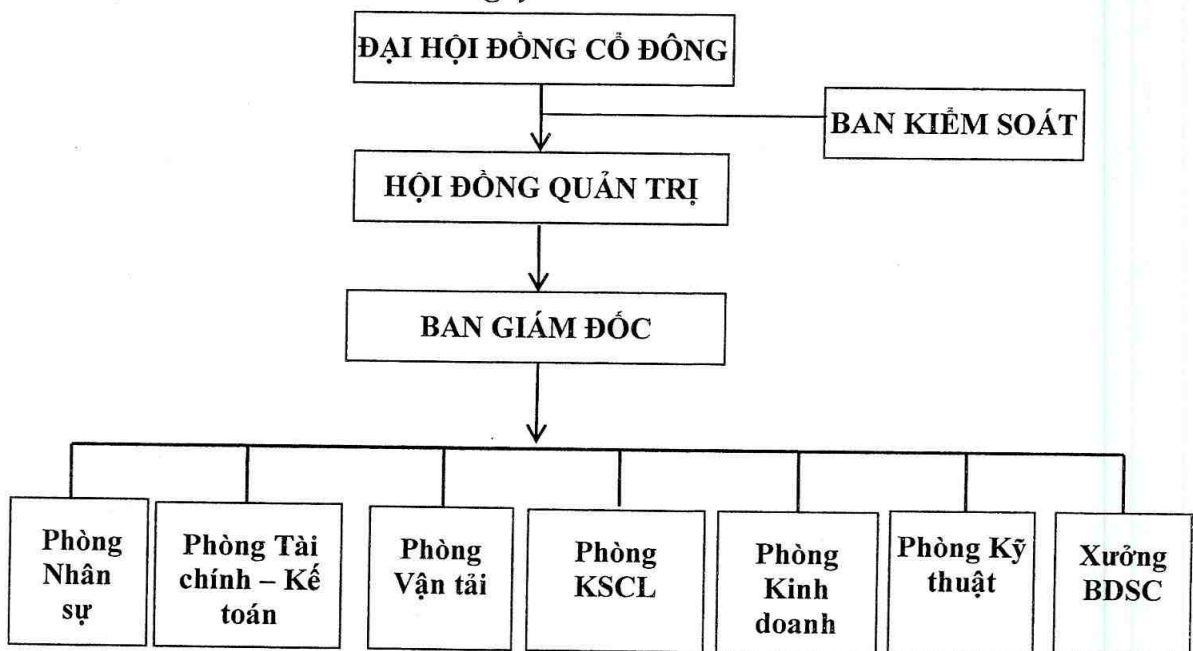 ĐẠI HỘI ĐỒNG CỔ ĐÔNG
BAN KIỂM SOÁT
HỘI ĐỒNG QUẢN TRỊ
BAN GIÁM ĐỐC
Phòng
Nhân
sự
Phòng Tài
chính – Kế
toán
Phòng
Vận tải
Phòng
KSCL
Phòng
Kinh
doanh
Phòng Kỹ
thuật
Xưởng
BDSC